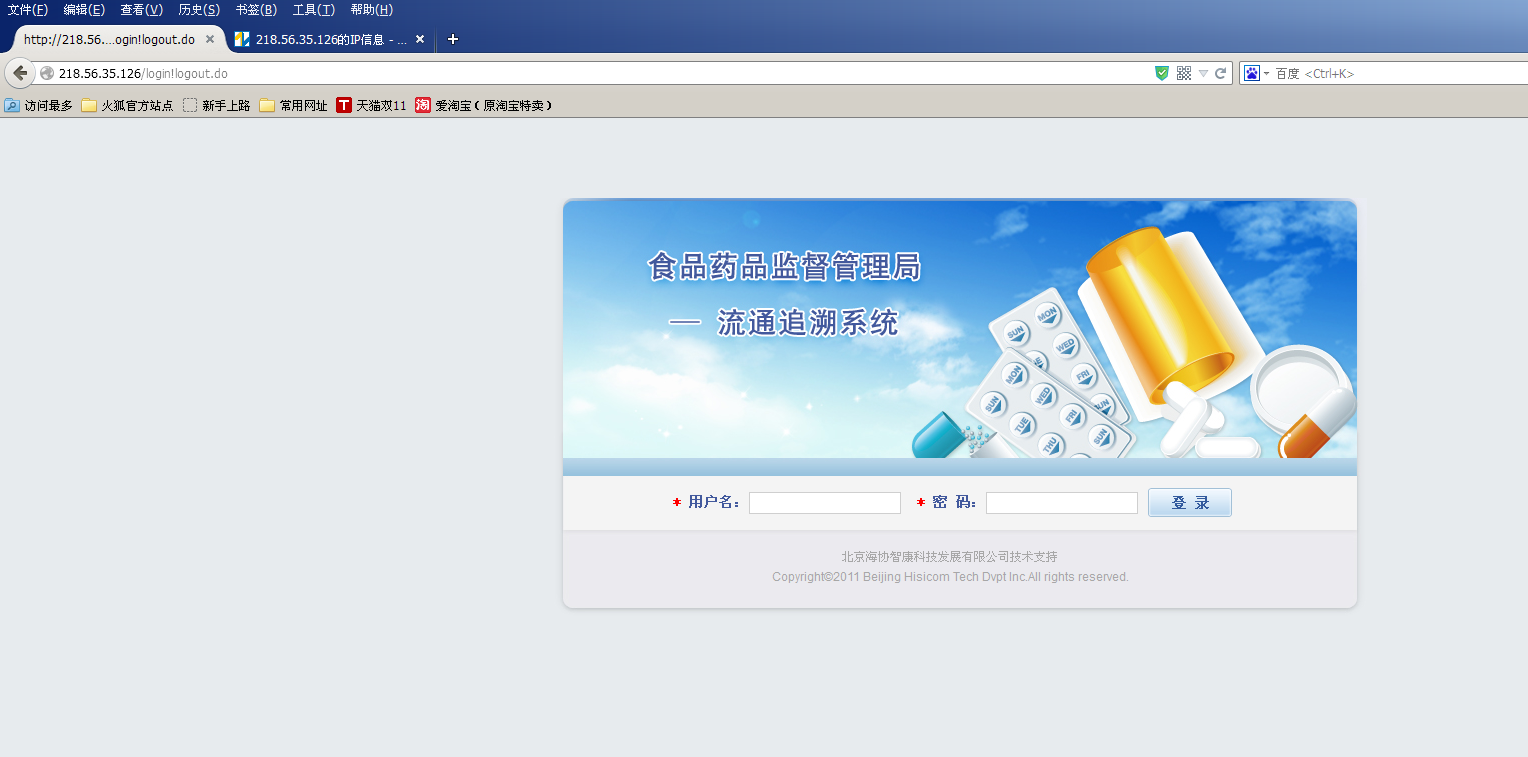 文件(F) 编辑(E) 查看(V) 历史(S) 书签(B) 工具(T) 帮助(H)
http://218.56....ogin!logout.do
218.56.35.126的IP信息 - ...
218.56.35.126/login!logout.do
百度 <Ctrl+K>
访问最多 火狐官方站点 新手上路 常用网址 T 天猫双11 淘 爱淘宝（原淘宝特卖）
食品药品监督管理局
— 流通追溯系统
MON
SUN
WED
MON
FRI
SUN
WED
SUN
FRI
TUE
SUN
THU
* 用户名： * 密 码： 登 录
北京海协智康科技发展有限公司技术支持
Copyright©2011 Beijing Hisicom Tech Dvpt Inc.All rights reserved.